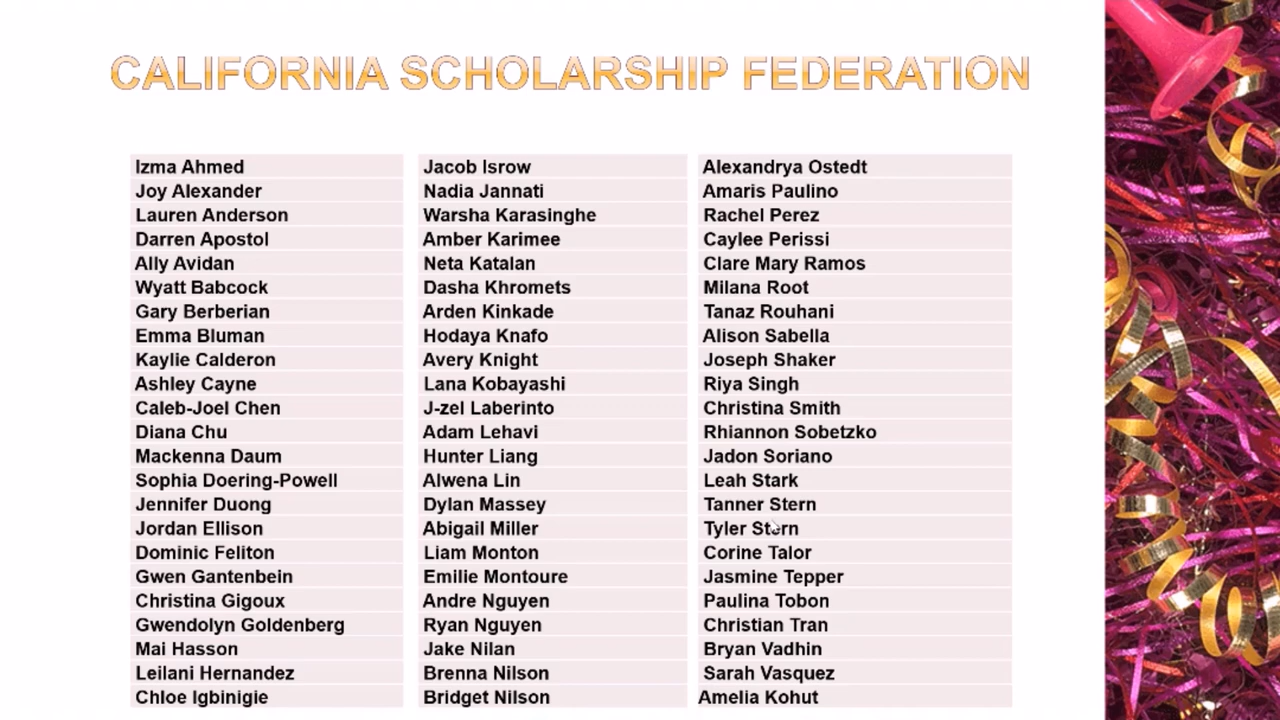 CALIFORNIA SCHOLARSHIP FEDERATION
Izma Ahmed
Joy Alexander
Lauren Anderson
Darren Apostol
Ally Avidan
Wyatt Babcock
Gary Berberian
Emma Bluman
Kaylie Calderon
Ashley Cayne
Caleb-Joel Chen
Diana Chu
Mackenna Daum
Sophia Doering-Powell
Jennifer Duong
Jordan Ellison
Dominic Feliton
Gwen Gantenbein
Christina Gigoux
Gwendolyn Goldenberg
Mai Hasson
Leilani Hernandez
Chloe Igbinigie
Jacob Isrow
Nadia Jannati
Warsha Karasinghe
Amber Karimee
Neta Katalan
Dasha Khromets
Arden Kinkade
Hodaya Knafo
Avery Knight
Lana Kobayashi
J-zel Laberinto
Adam Lehavi
Hunter Liang
Alwena Lin
Dylan Massey
Abigail Miller
Liam Monton
Emilie Montoure
Andre Nguyen
Ryan Nguyen
Jake Nilan
Brenna Nilson
Bridget Nilson
Alexandrya Ostedt
Amaris Paulino
Rachel Perez
Caylee Perissi
Clare Mary Ramos
Milana Root
Tanaz Rouhani
Alison Sabella
Joseph Shaker
Riya Singh
Christina Smith
Rhiannon Sobetzko
Jadon Soriano
Leah Stark
Tanner Stern
Tyler Stern
Corine Talor
Jasmine Tepper
Paulina Tobon
Christian Tran
Bryan Vadhin
Sarah Vasquez
Amelia Kohut